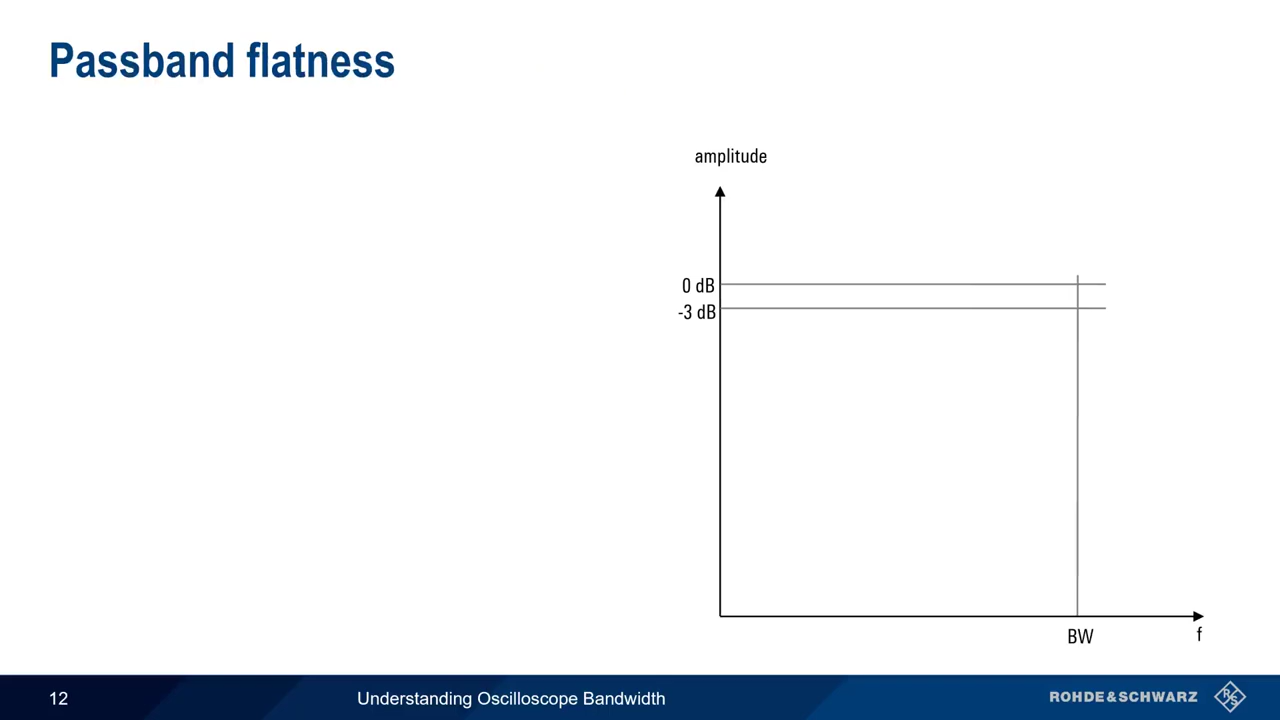 Passband flatness
amplitude
0 dB
-3 dB
BW
f
12
Understanding Oscilloscope Bandwidth
ROHDE&SCHWARZ
R
S